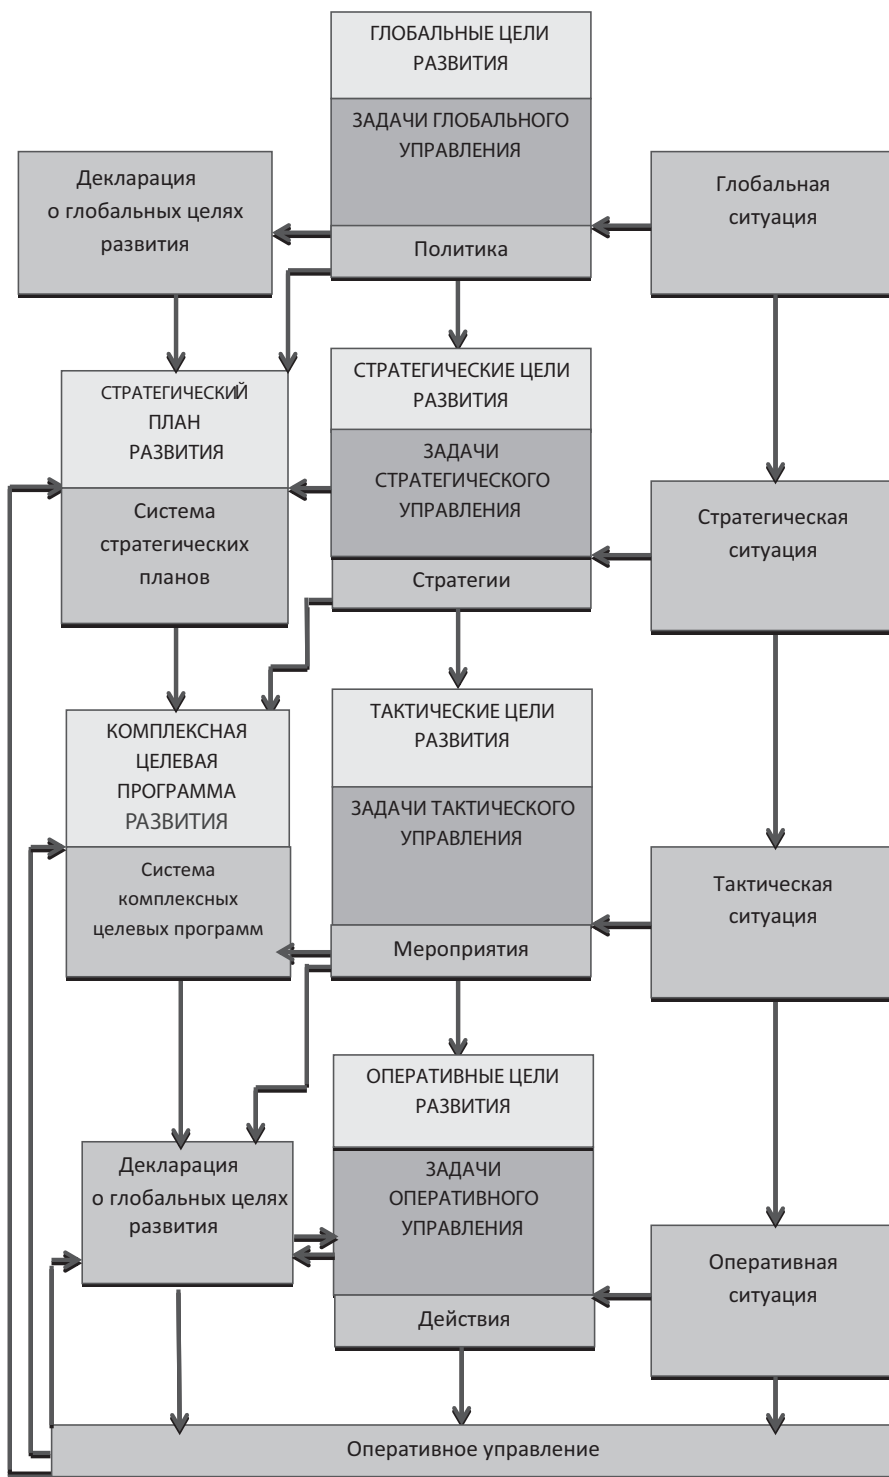 ГЛОБАЛЬНЫЕ ЦЕЛИ
РАЗВИТИЯ
ЗАДАЧИ ГЛОБАЛЬНОГО
УПРАВЛЕНИЯ
Политика
Декларация
о глобальных целях
развития
Глобальная
ситуация
СТРАТЕГИЧЕСКИЙ
ПЛАН
РАЗВИТИЯ
Система
стратегических
планов
СТРАТЕГИЧЕСКИЕ ЦЕЛИ
РАЗВИТИЯ
ЗАДАЧИ
СТРАТЕГИЧЕСКОГО
УПРАВЛЕНИЯ
Стратегии
Стратегическая
ситуация
КОМПЛЕКСНАЯ
ЦЕЛЕВАЯ
ПРОГРАММА
РАЗВИТИЯ
Система
комплексных
целевых программ
ТАКТИЧЕСКИЕ ЦЕЛИ
РАЗВИТИЯ
ЗАДАЧИ ТАКТИЧЕСКОГО
УПРАВЛЕНИЯ
Мероприятия
Тактическая
ситуация
Декларация
о глобальных целях
развития
ОПЕРАТИВНЫЕ ЦЕЛИ
РАЗВИТИЯ
ЗАДАЧИ
ОПЕРАТИВНОГО
УПРАВЛЕНИЯ
Действия
Оперативная
ситуация
Оперативное управление